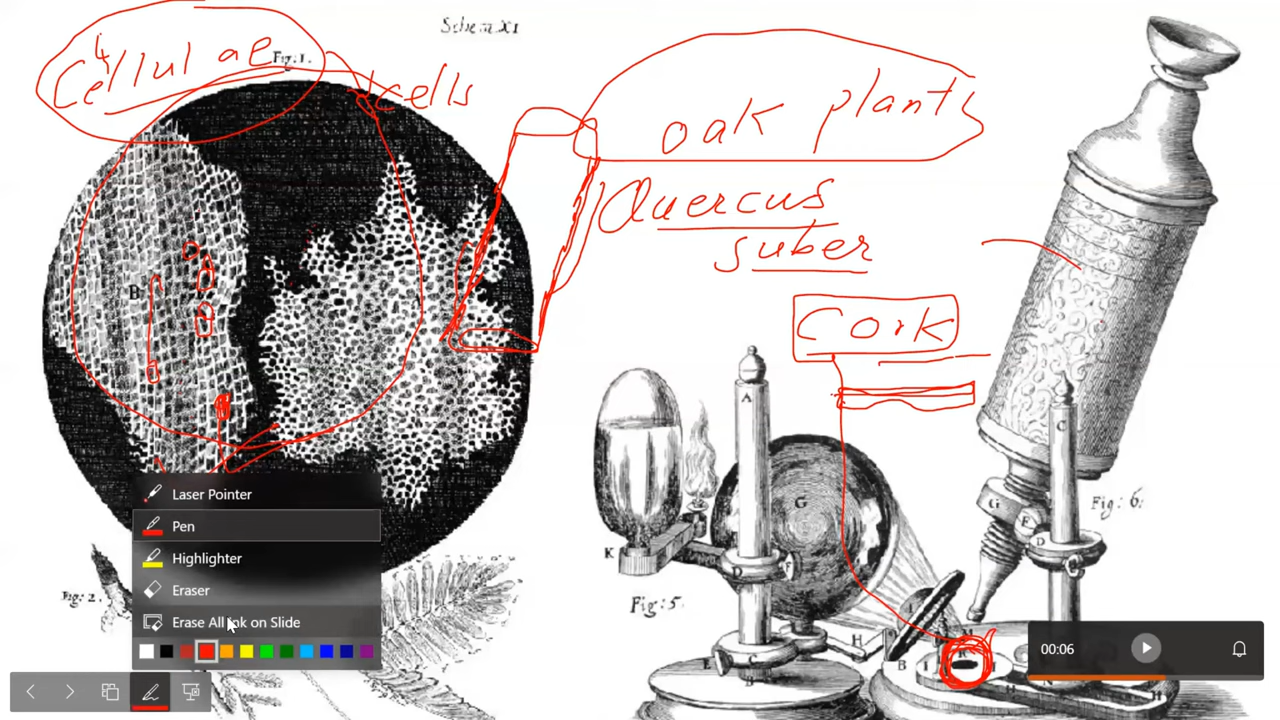 Schem. XI
Cellulae
Fig: 1.
cells
oak plants
Quercus
suber
B
Cork
A
C
G
G
F
Fig: 6.
D
K
D
F
Fig: 5.
Fig: 2.
H
B
E
C
I
R
H
H
Laser Pointer
Pen
Highlighter
Eraser
Erase All Ink on Slide
00:06